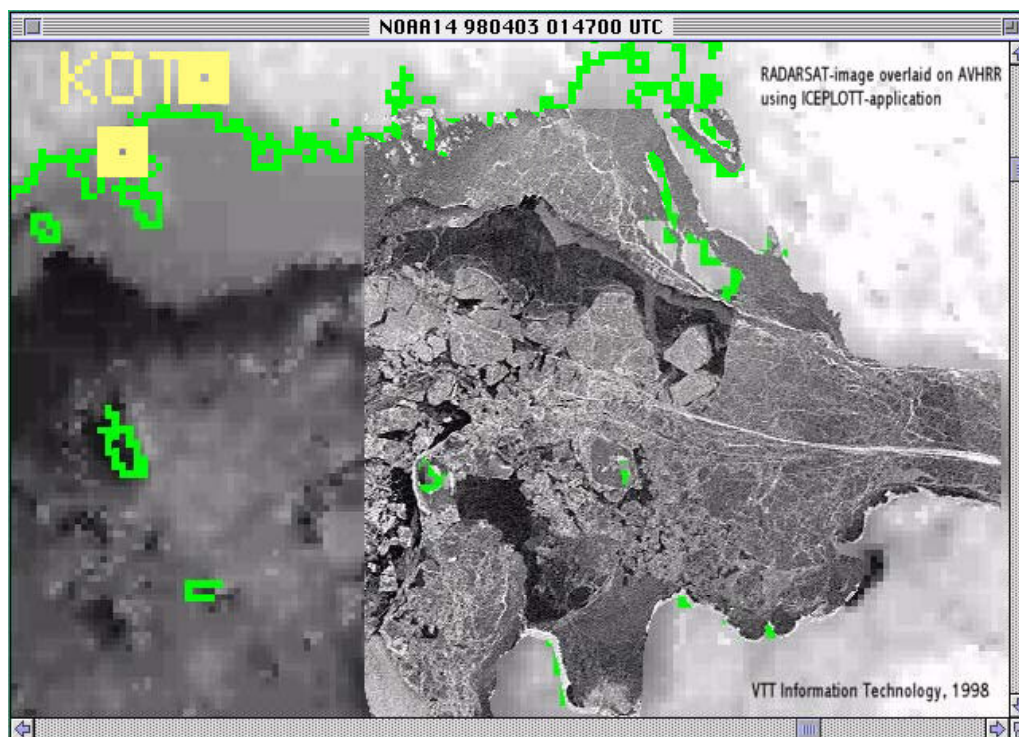 NOAA14 980403 014700 UTC
KOT
RADARSAT-image overlaid on AVHRR
using ICEPLOTT-application
VTT Information Technology, 1998